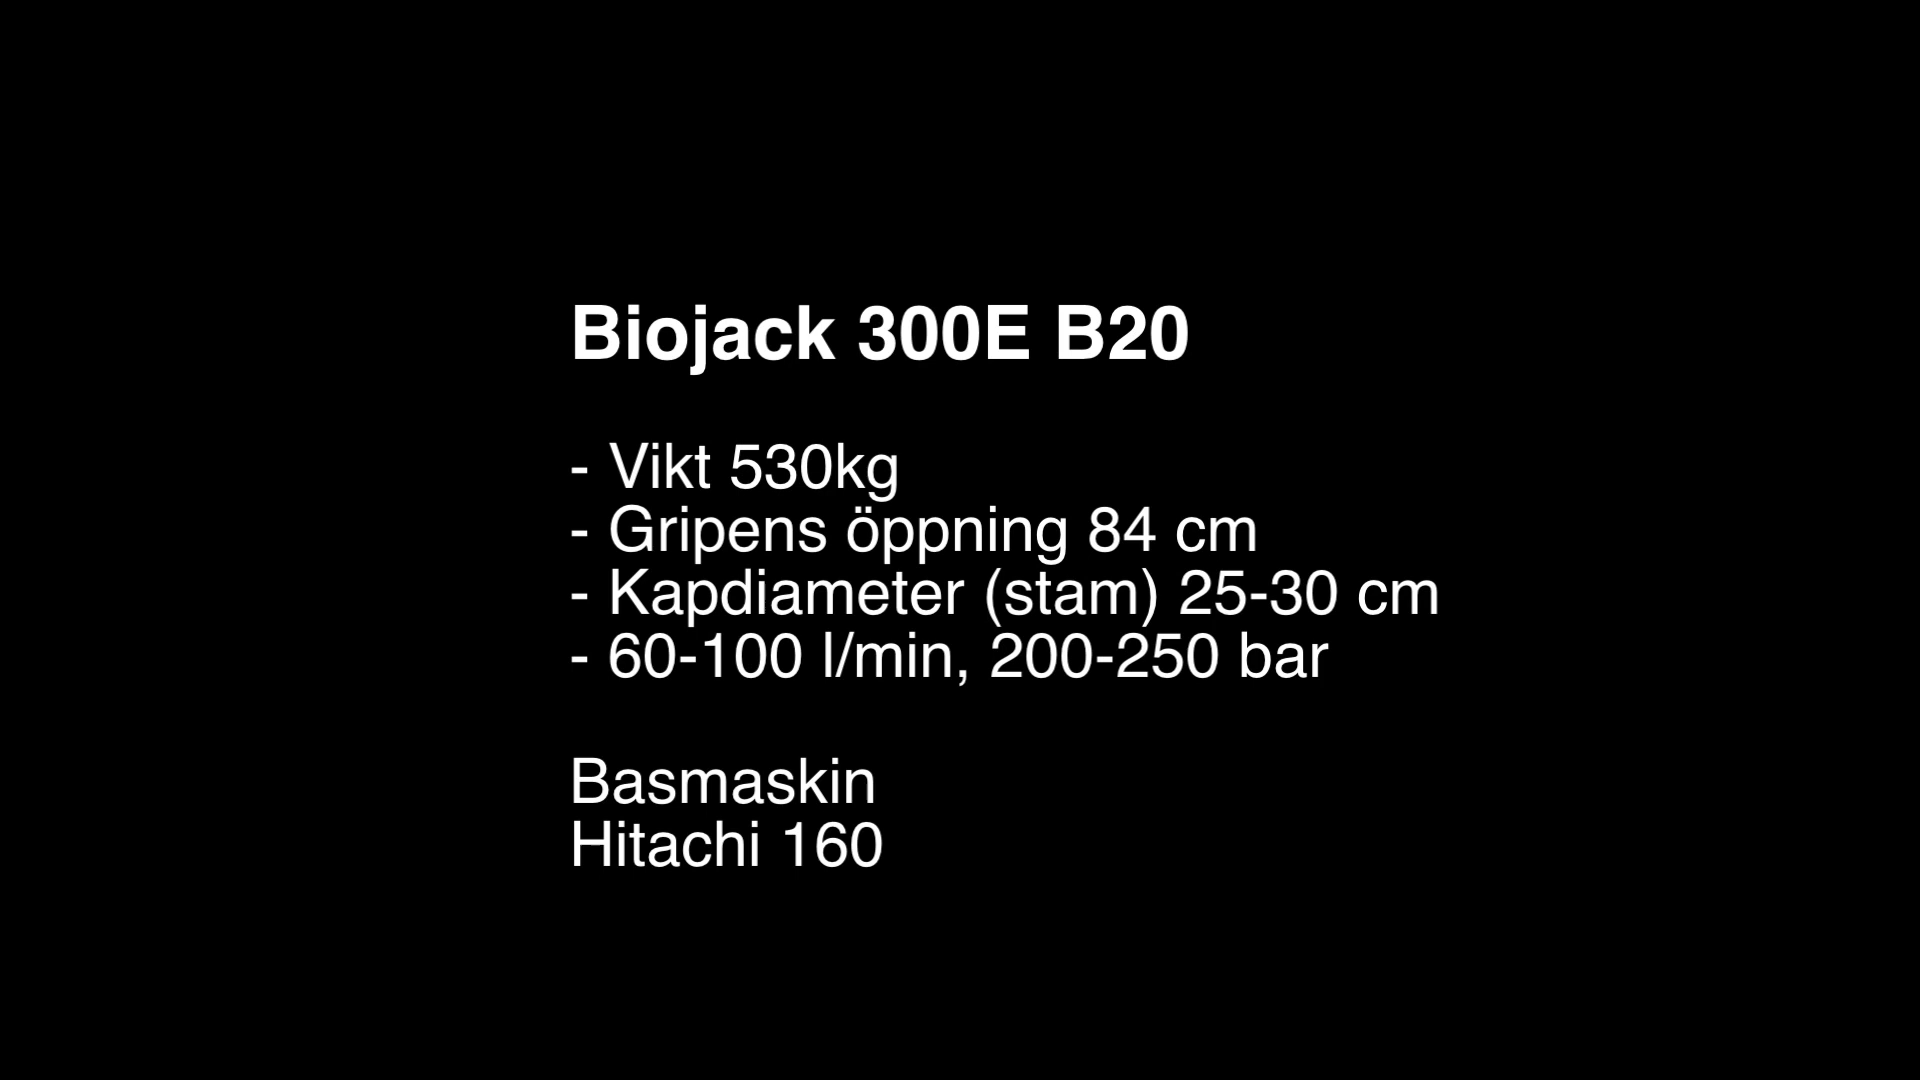 Biojack 300E B20
- Vikt 530kg
- Gripens öppning 84 cm
- Kapdiameter (stam) 25-30 cm
- 60-100 l/min, 200-250 bar
Basmaskin
Hitachi 160